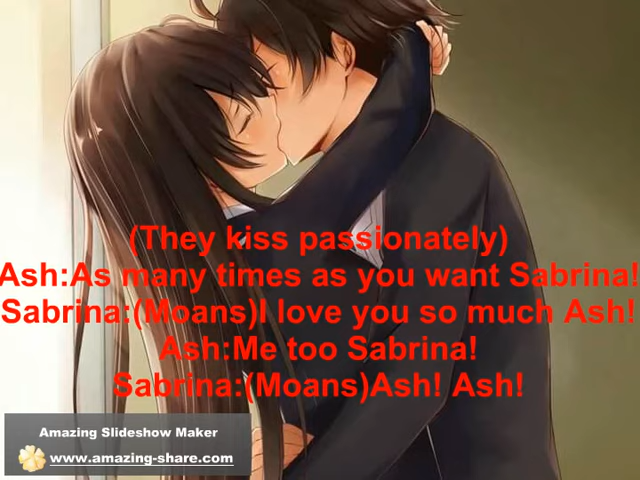 (They kiss passionately)
Ash:As many times as you want Sabrina!
Sabrina:(Moans)I love you so much Ash!
Ash:Me too Sabrina!
Sabrina:(Moans)Ash! Ash!
Amazing Slideshow Maker
www.amazing-share.com